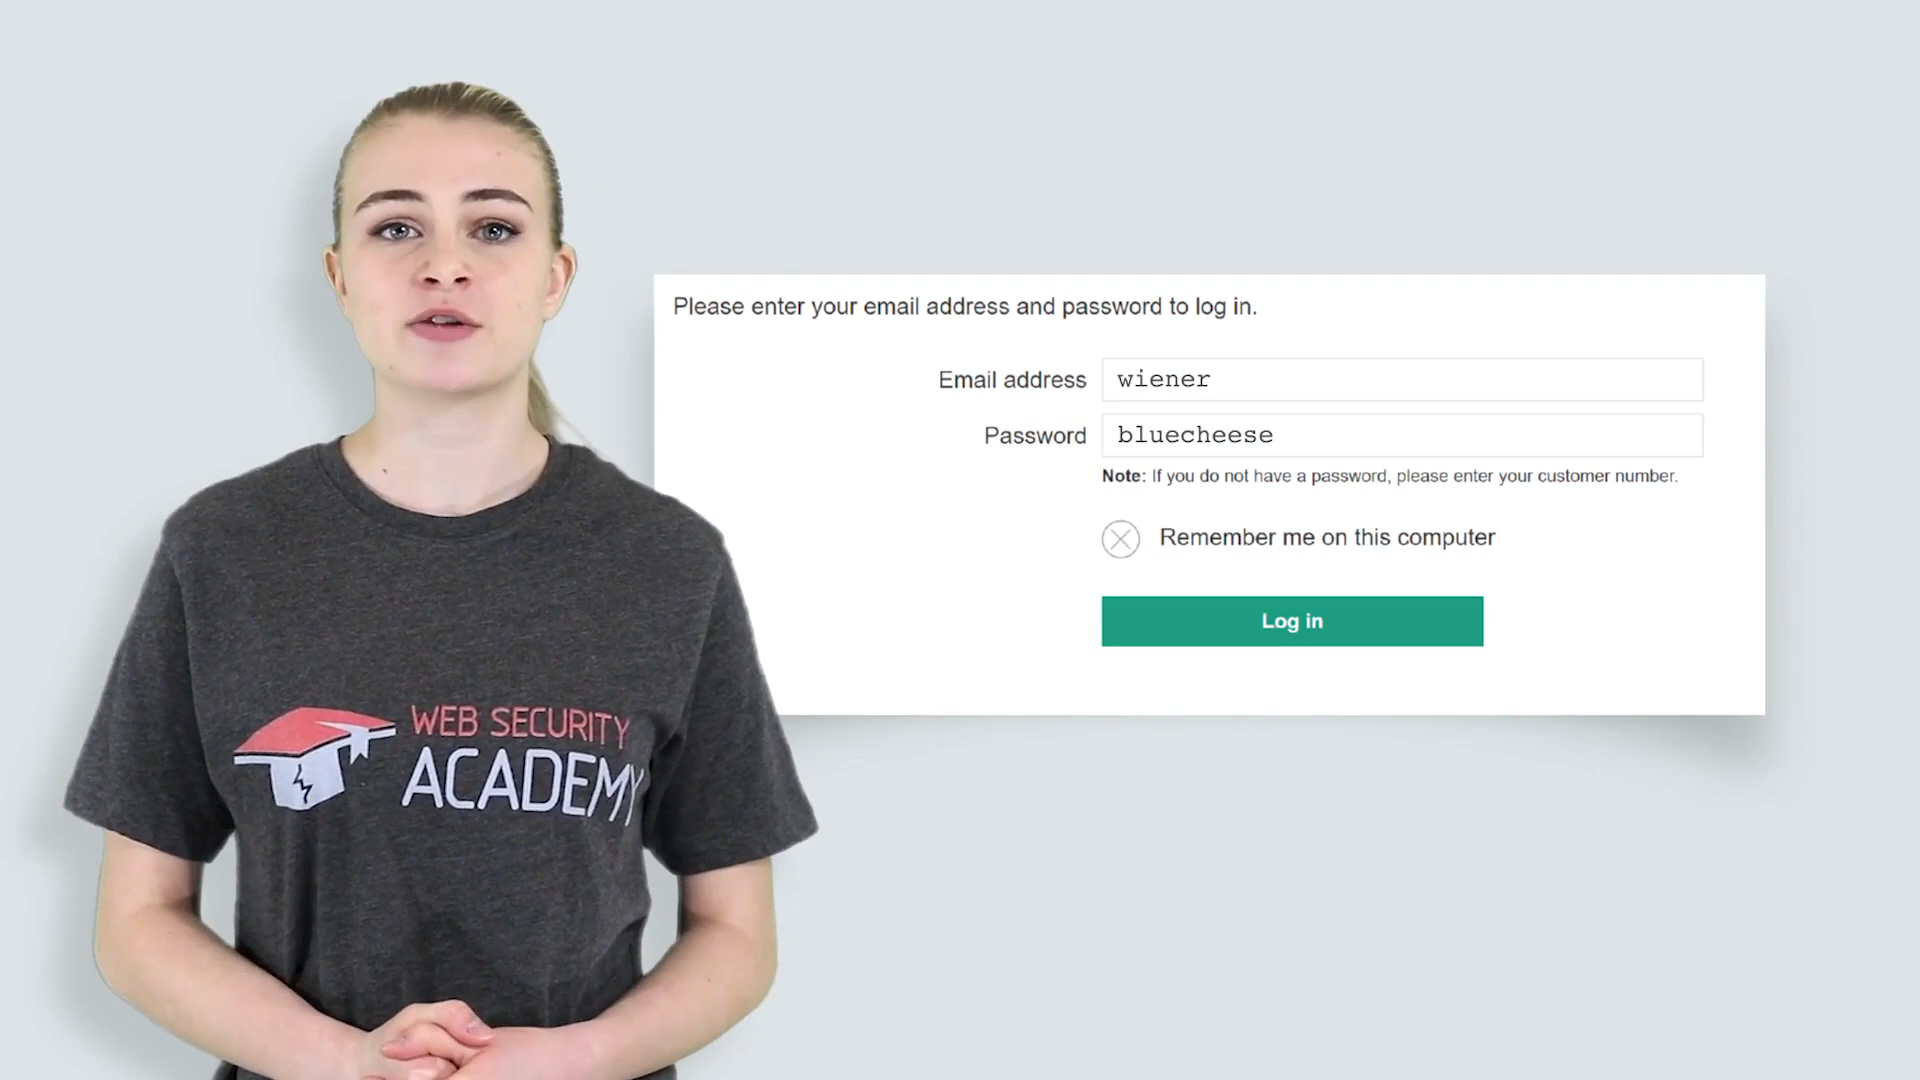 Please enter your email address and password to log in.
Email address wiener
Password bluecheese
Note: If you do not have a password, please enter your customer number.
Remember me on this computer
Log in
WEB SECURITY
ACADEMY